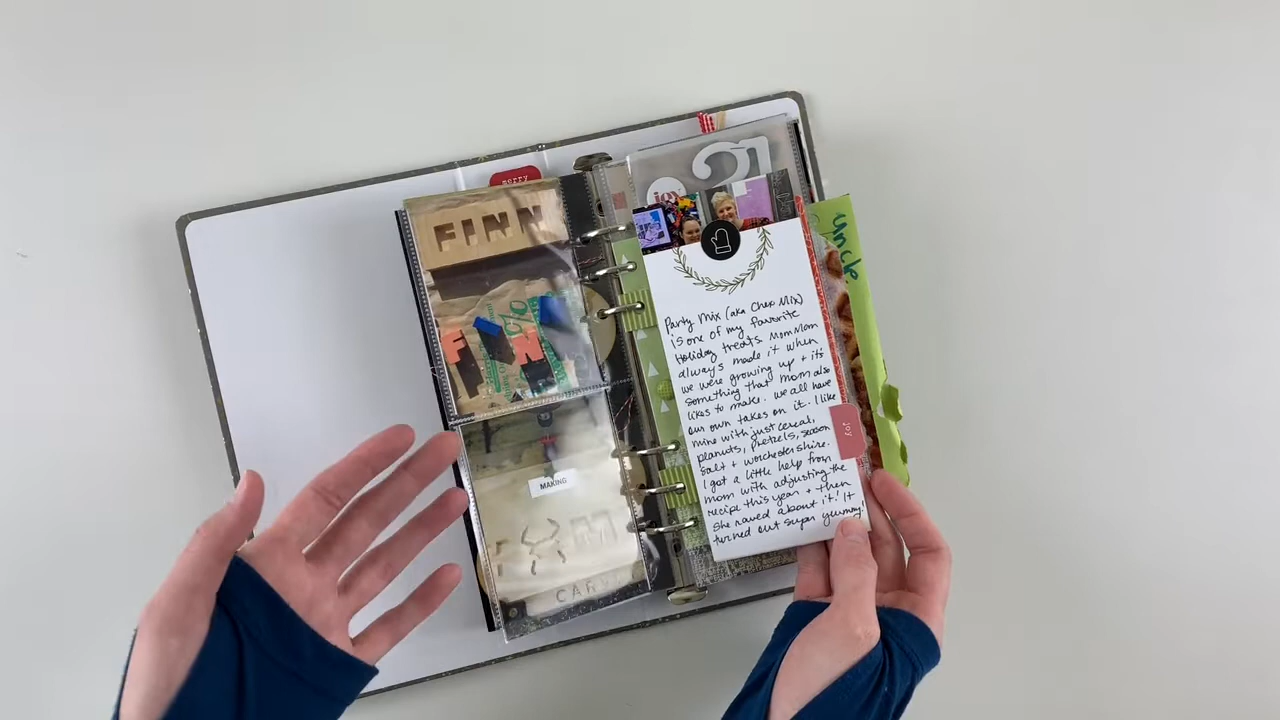 merry
FINN
MAKING
CARV
21
joy
uncle
Party Mix (aka Chex Mix)
is one of my favorite
Holiday treats. MomMom
always made it when
we were growing up + it's
something that mom also
likes to make. We all have
our own takes on it. I like
mine with just cereal,
peanuts, pretzels, season
salt + worchestershire.
I got a little help from
mom with adjusting the
recipe this year + then
she raved about it! It
turned out super yummy!
joy